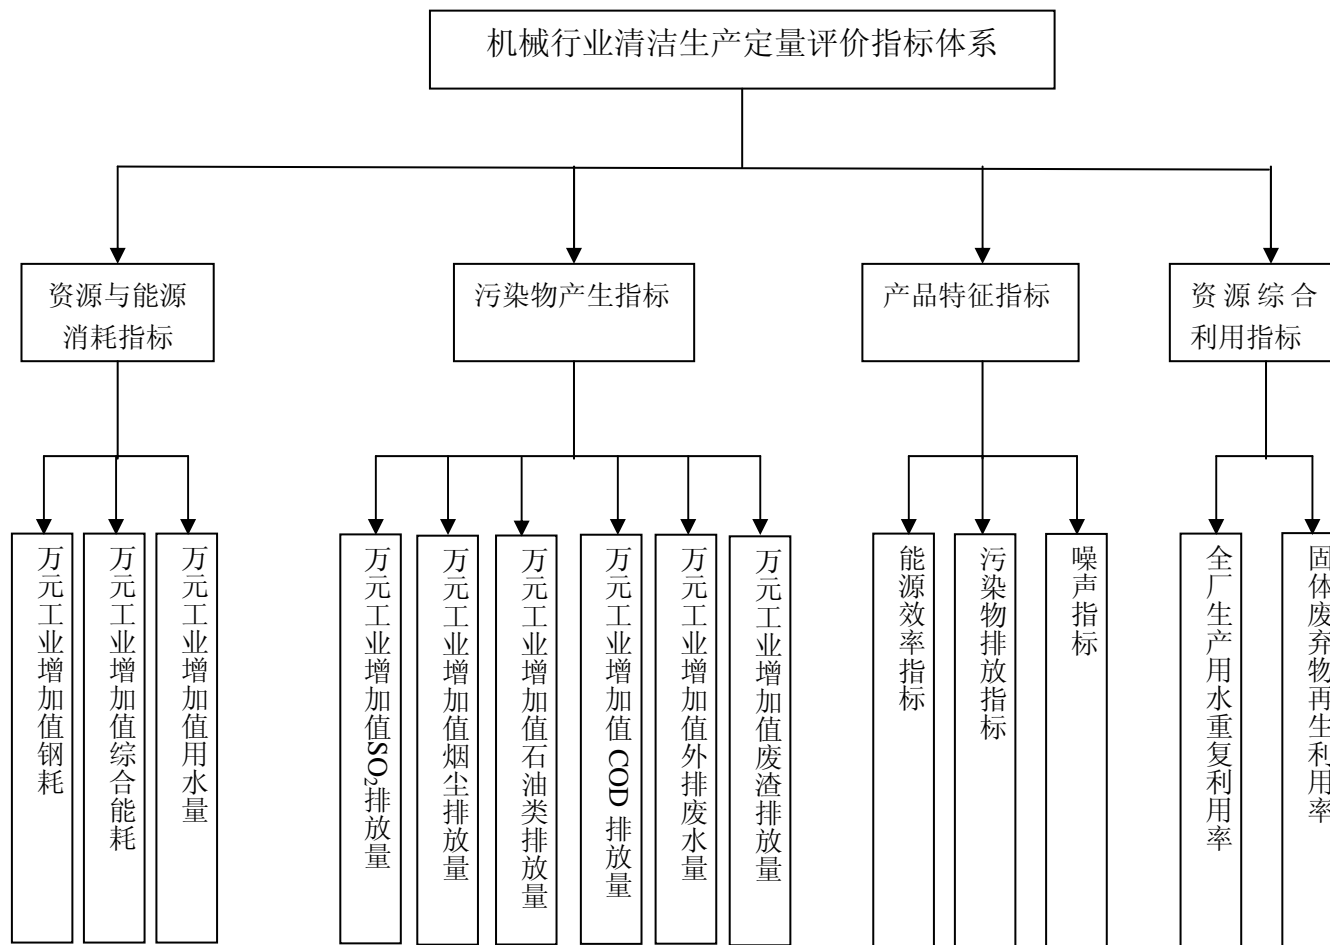 机械行业清洁生产定量评价指标体系
资源与能源
消耗指标
污染物产生指标
产品特征指标
资源综合
利用指标
万元工业增加值钢耗
万元工业增加值综合能耗
万元工业增加值用水量
万元工业增加值SO₂排放量
万元工业增加值烟尘排放量
万元工业增加值石油类排放量
万元工业增加值 COD 排放量
万元工业增加值外排废水量
万元工业增加值废渣排放量
能源效率指标
污染物排放指标
噪声指标
全厂生产用水重复利用率
固体废弃物再生利用率